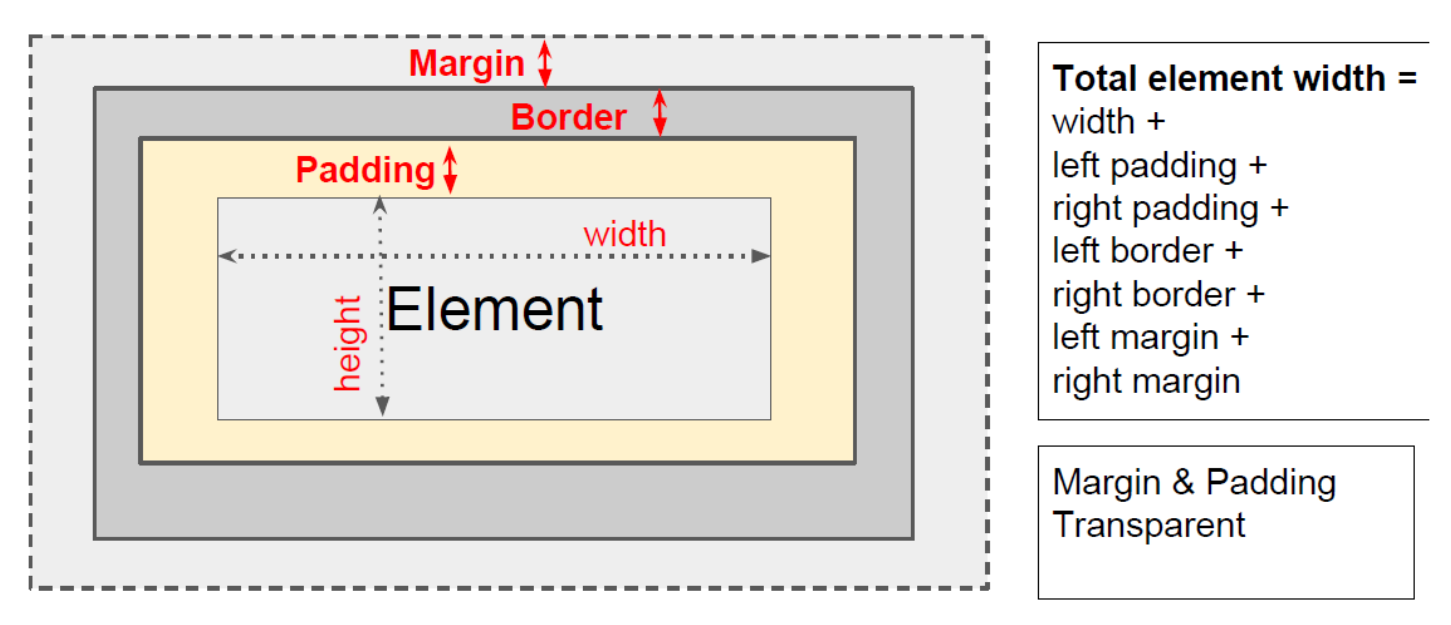 Margin
Border
Padding
width
height
Element
Total element width =
width +
left padding +
right padding +
left border +
right border +
left margin +
right margin
Margin & Padding
Transparent